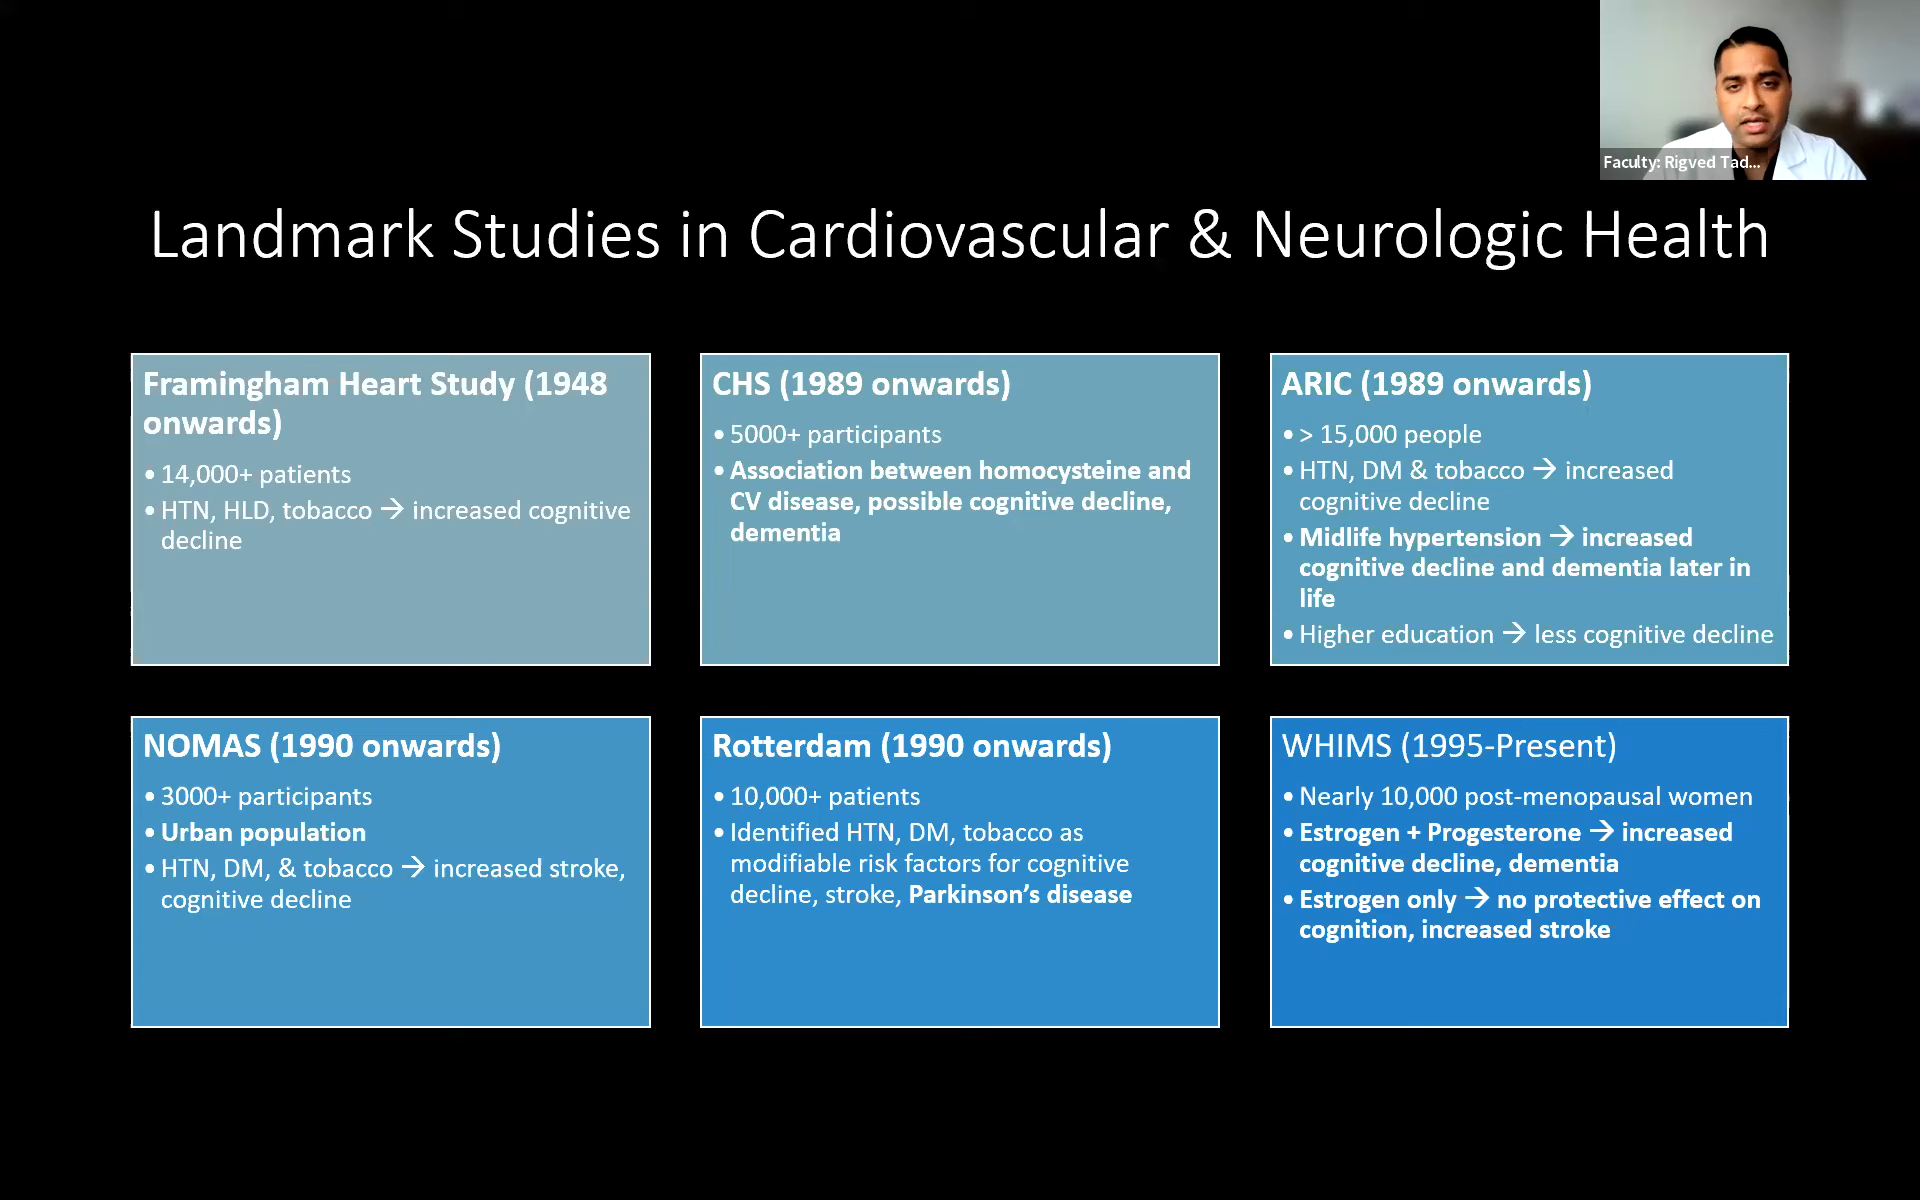 Faculty: Rigved Tad...
Landmark Studies in Cardiovascular & Neurologic Health
Framingham Heart Study (1948
onwards)
• 14,000+ patients
• HTN, HLD, tobacco → increased cognitive
decline
CHS (1989 onwards)
• 5000+ participants
• Association between homocysteine and
CV disease, possible cognitive decline,
dementia
ARIC (1989 onwards)
• > 15,000 people
• HTN, DM & tobacco → increased
cognitive decline
• Midlife hypertension → increased
cognitive decline and dementia later in
life
• Higher education → less cognitive decline
NOMAS (1990 onwards)
• 3000+ participants
• Urban population
• HTN, DM, & tobacco → increased stroke,
cognitive decline
Rotterdam (1990 onwards)
• 10,000+ patients
• Identified HTN, DM, tobacco as
modifiable risk factors for cognitive
decline, stroke, Parkinson’s disease
WHIMS (1995-Present)
• Nearly 10,000 post-menopausal women
• Estrogen + Progesterone → increased
cognitive decline, dementia
• Estrogen only → no protective effect on
cognition, increased stroke